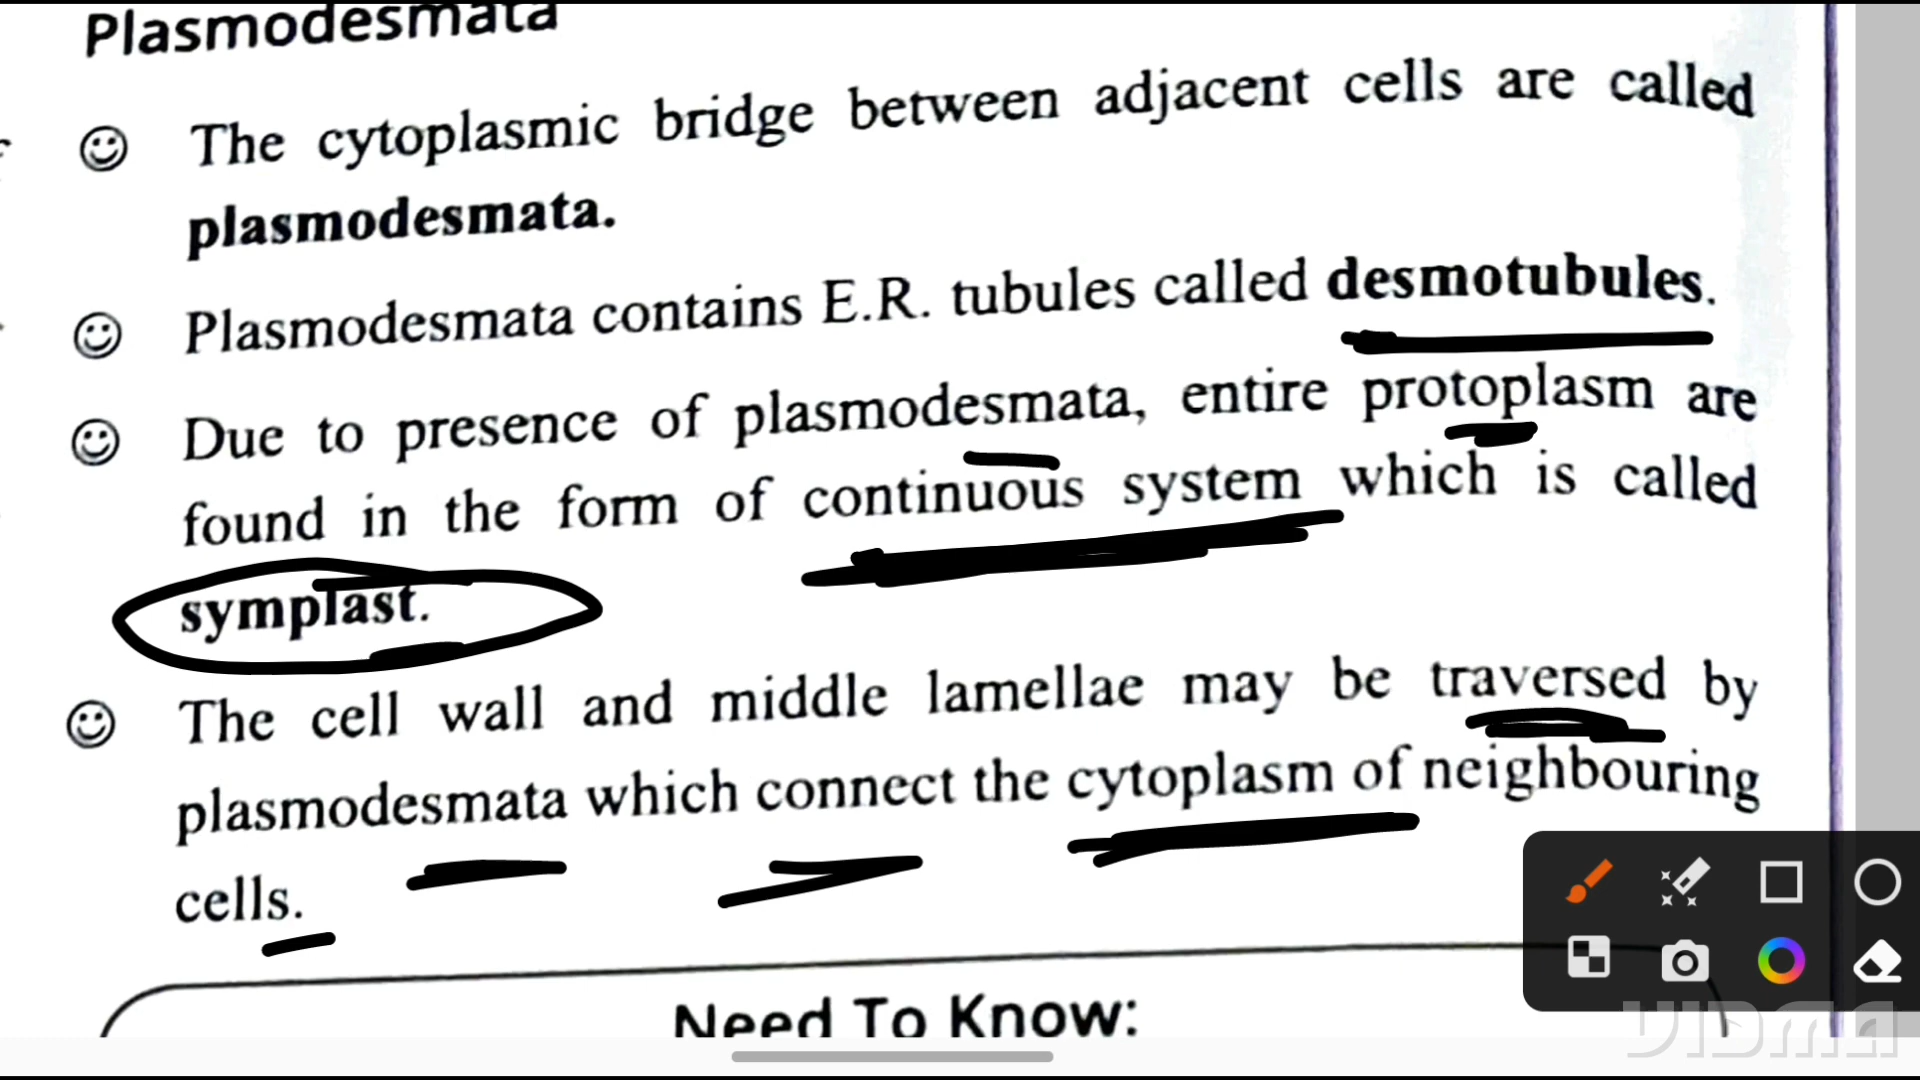 Plasmodesmata
The cytoplasmic bridge between adjacent cells are called
plasmodesmata.
Plasmodesmata contains E.R. tubules called desmotubules.
Due to presence of plasmodesmata, entire protoplasm are
found in the form of continuous system which is called
symplast.
The cell wall and middle lamellae may be traversed by
plasmodesmata which connect the cytoplasm of neighbouring
cells.
Need To Know:
VIDMA